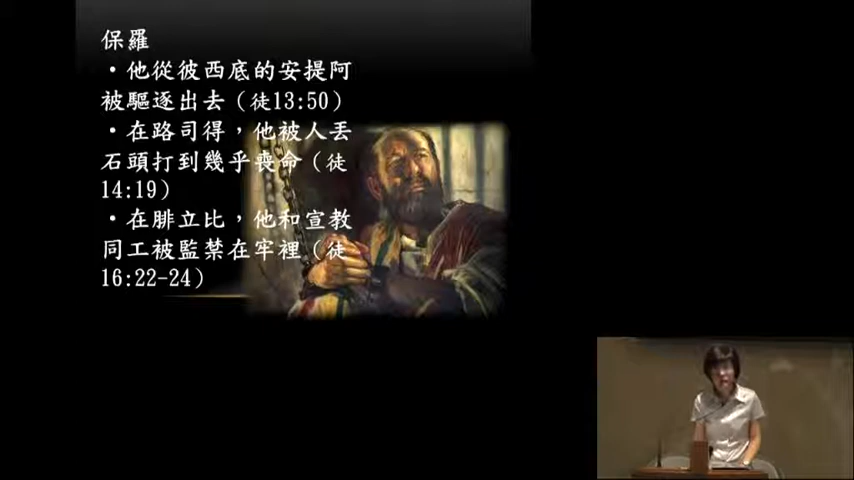 保羅
•他從彼西底的安提阿
被驅逐出去（徒13:50）
•在路司得，他被人丟
石頭打到幾乎喪命（徒
14:19）
•在腓立比，他和宣教
同工被監禁在牢裡（徒
16:22-24）